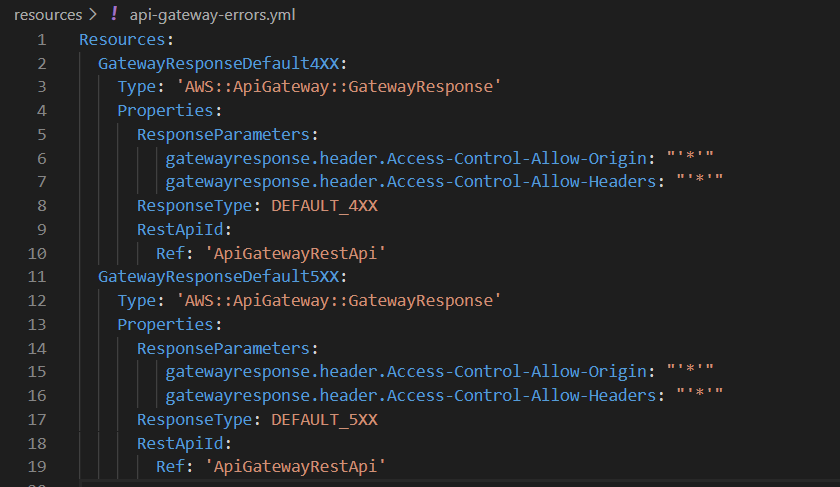 resources > ! api-gateway-errors.yml
1 Resources:
2   GatewayResponseDefault4XX:
3     Type: 'AWS::ApiGateway::GatewayResponse'
4     Properties:
5       ResponseParameters:
6          gatewayresponse.header.Access-Control-Allow-Origin: "'*'"
7          gatewayresponse.header.Access-Control-Allow-Headers: "'*'"
8       ResponseType: DEFAULT_4XX
9       RestApiId:
10         Ref: 'ApiGatewayRestApi'
11   GatewayResponseDefault5XX:
12     Type: 'AWS::ApiGateway::GatewayResponse'
13     Properties:
14       ResponseParameters:
15          gatewayresponse.header.Access-Control-Allow-Origin: "'*'"
16          gatewayresponse.header.Access-Control-Allow-Headers: "'*'"
17       ResponseType: DEFAULT_5XX
18       RestApiId:
19         Ref: 'ApiGatewayRestApi'